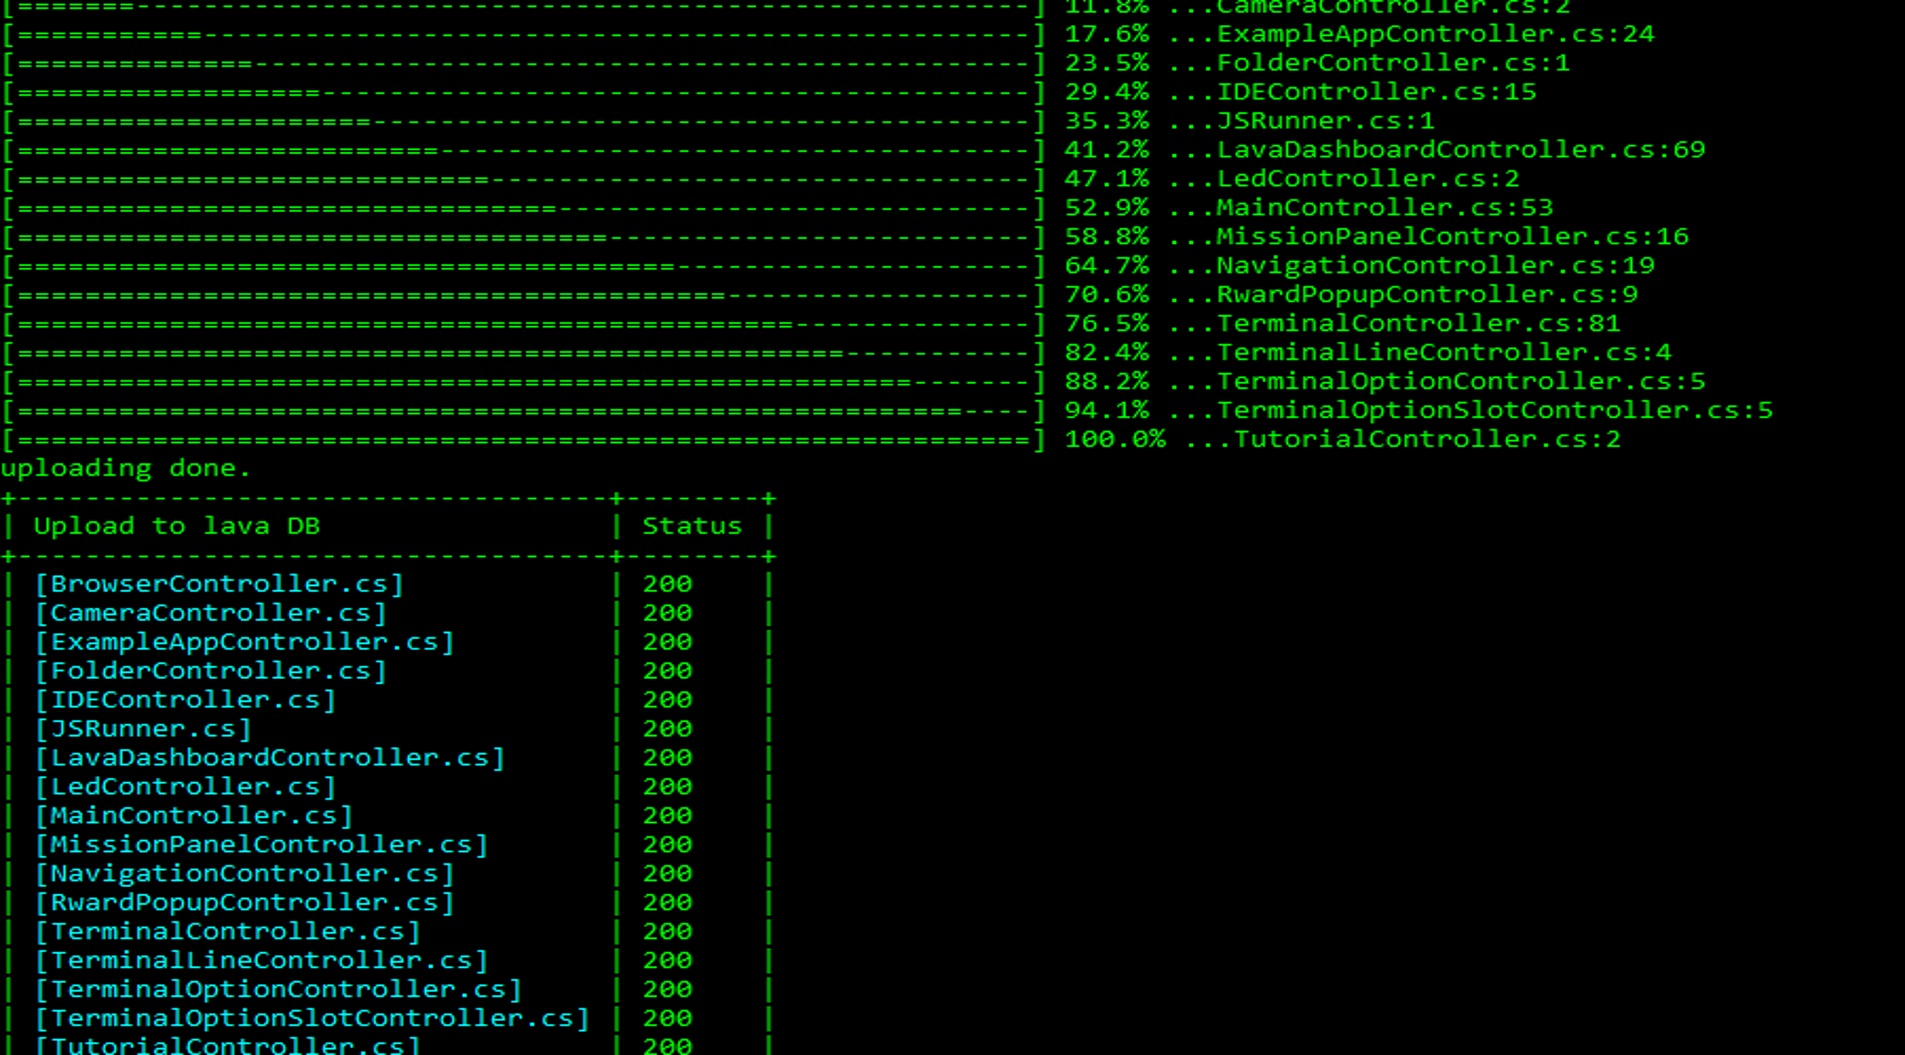 [=======-----------------------------------------------------] 11.8% ...CameraController.cs:2
[===========-------------------------------------------------] 17.6% ...ExampleAppController.cs:24
[==============----------------------------------------------] 23.5% ...FolderController.cs:1
[==================------------------------------------------] 29.4% ...IDEController.cs:15
[=====================---------------------------------------] 35.3% ...JSRunner.cs:1
[=========================-----------------------------------] 41.2% ...LavaDashboardController.cs:69
[============================--------------------------------] 47.1% ...LedController.cs:2
[================================----------------------------] 52.9% ...MainController.cs:53
[===================================-------------------------] 58.8% ...MissionPanelController.cs:16
[=======================================---------------------] 64.7% ...NavigationController.cs:19
[==========================================------------------] 70.6% ...RwardPopupController.cs:9
[==============================================--------------] 76.5% ...TerminalController.cs:81
[=================================================-----------] 82.4% ...TerminalLineController.cs:4
[=====================================================-------] 88.2% ...TerminalOptionController.cs:5
[========================================================----] 94.1% ...TerminalOptionSlotController.cs:5
[============================================================] 100.0% ...TutorialController.cs:2
uploading done.
+-----------------------------------+--------+
| Upload to lava DB                 | Status |
+-----------------------------------+--------+
| [BrowserController.cs]            | 200    |
| [CameraController.cs]             | 200    |
| [ExampleAppController.cs]         | 200    |
| [FolderController.cs]             | 200    |
| [IDEController.cs]                | 200    |
| [JSRunner.cs]                     | 200    |
| [LavaDashboardController.cs]      | 200    |
| [LedController.cs]                | 200    |
| [MainController.cs]               | 200    |
| [MissionPanelController.cs]       | 200    |
| [NavigationController.cs]         | 200    |
| [RwardPopupController.cs]         | 200    |
| [TerminalController.cs]           | 200    |
| [TerminalLineController.cs]       | 200    |
| [TerminalOptionController.cs]     | 200    |
| [TerminalOptionSlotController.cs] | 200    |
| [TutorialController.cs]           | 200    |